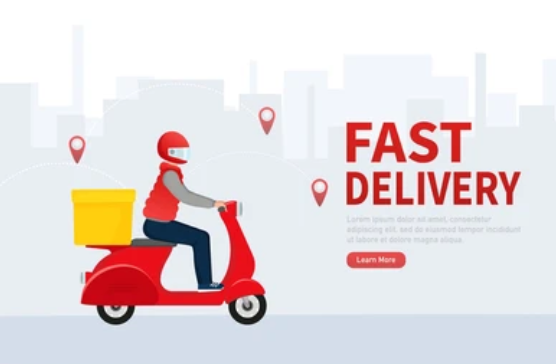 FAST
DELIVERY
Lorem ipsum dolor sit amet, consectetur
adipiscing elit, sed do eiusmod tempor incididunt
ut labore et dolore magna aliqua.
Learn More